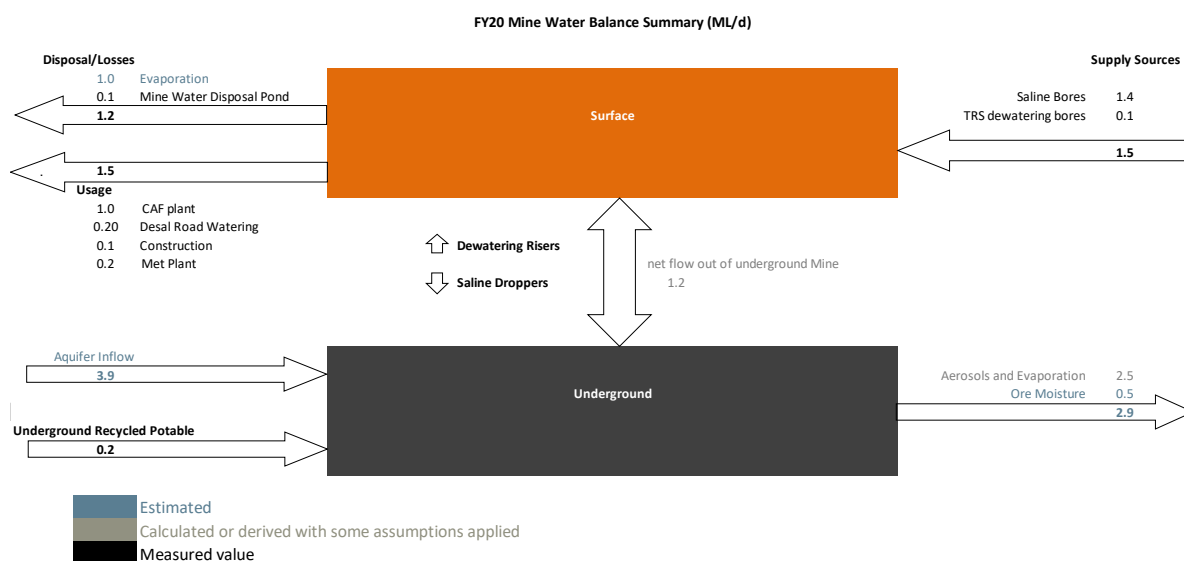 FY20 Mine Water Balance Summary (ML/d)
Disposal/Losses
1.0 Evaporation
0.1 Mine Water Disposal Pond
1.2
Surface
Supply Sources
Saline Bores 1.4
TRS dewatering bores 0.1
1.5
. 1.5
Usage
1.0 CAF plant
0.20 Desal Road Watering
0.1 Construction
0.2 Met Plant
Dewatering Risers
Saline Droppers
net flow out of underground Mine
1.2
Aquifer Inflow
3.9
Underground
Aerosols and Evaporation 2.5
Ore Moisture 0.5
2.9
Underground Recycled Potable
0.2
Estimated
Calculated or derived with some assumptions applied
Measured value